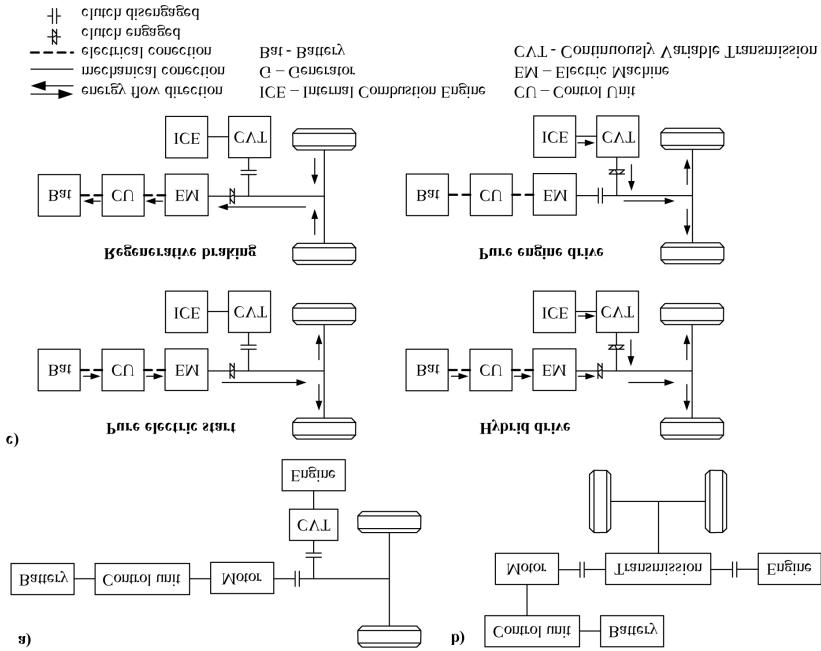 a)
b)
Control unit Battery
Battery Control unit Motor
Motor Transmission Engine
CVT
Engine
c)
Pure electric start
Bat CU EM
ICE CVT
Hybrid drive
Bat CU EM
ICE CVT
Regenerative braking
Bat CU EM
ICE CVT
Pure engine drive
Bat CU EM
ICE CVT
energy flow direction
mechanical conection
electrical conection
clutch engaged
clutch disengaged
ICE – Internal Combustion Engine
G – Generator
Bat - Battery
CU – Control Unit
EM – Electric Machine
CVT - Continuously Variable Transmission